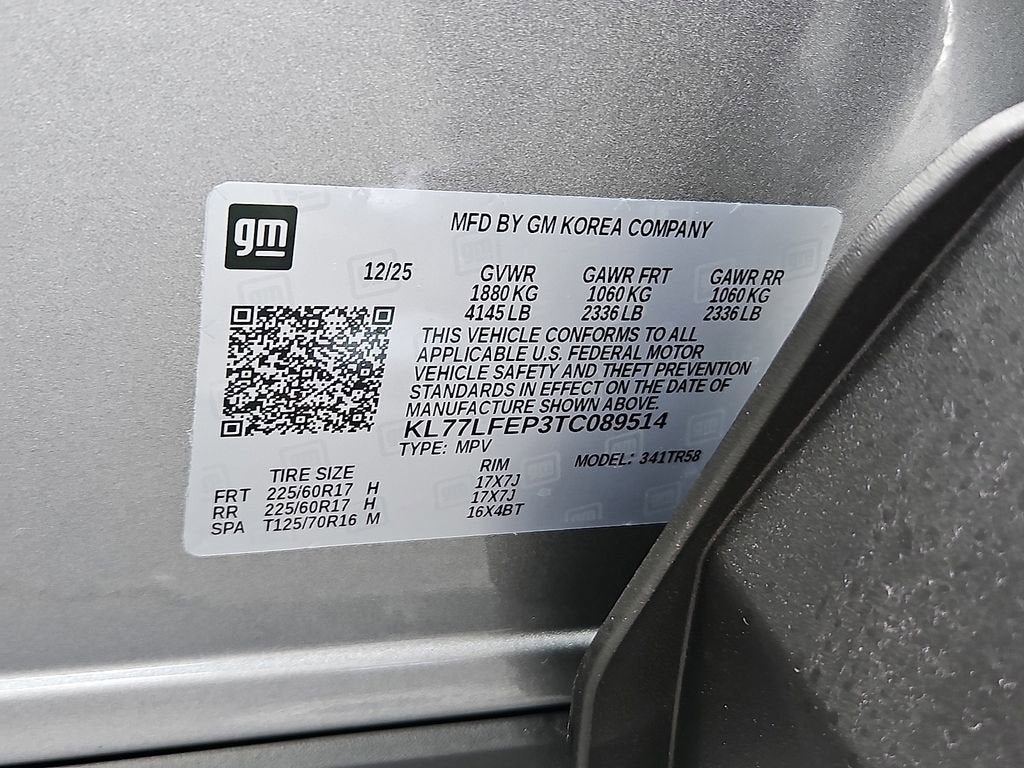 gm
MFD BY GM KOREA COMPANY
12/25 GVWR GAWR FRT GAWR RR
1880 KG 1060 KG 1060 KG
4145 LB 2336 LB 2336 LB
THIS VEHICLE CONFORMS TO ALL
APPLICABLE U.S. FEDERAL MOTOR
VEHICLE SAFETY AND THEFT PREVENTION
STANDARDS IN EFFECT ON THE DATE OF
MANUFACTURE SHOWN ABOVE.
KL77LFEP3TC089514
TYPE: MPV MODEL: 341TR58
TIRE SIZE RIM
FRT 225/60R17 H 17X7J
RR 225/60R17 H 17X7J
SPA T125/70R16 M 16X4BT